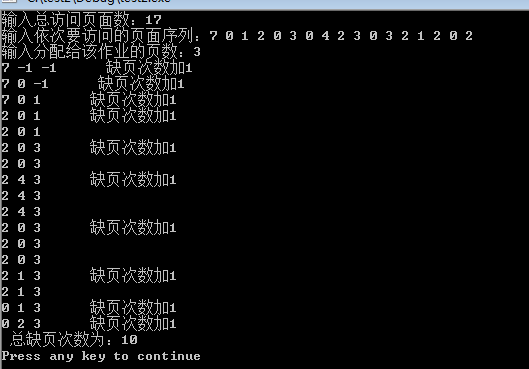 输入总访问页面数：17
输入依次要访问的页面序列：7 0 1 2 0 3 0 4 2 3 0 3 2 1 2 0 2
输入分配给该作业的页数：3
7 -1 -1 缺页次数加1
7 0 -1 缺页次数加1
7 0 1 缺页次数加1
2 0 1 缺页次数加1
2 0 1
2 0 3 缺页次数加1
2 0 3
2 4 3 缺页次数加1
2 4 3
2 4 3
2 0 3 缺页次数加1
2 0 3
2 0 3
2 1 3 缺页次数加1
2 1 3
0 1 3 缺页次数加1
0 2 3 缺页次数加1
总缺页次数为：10
Press any key to continue